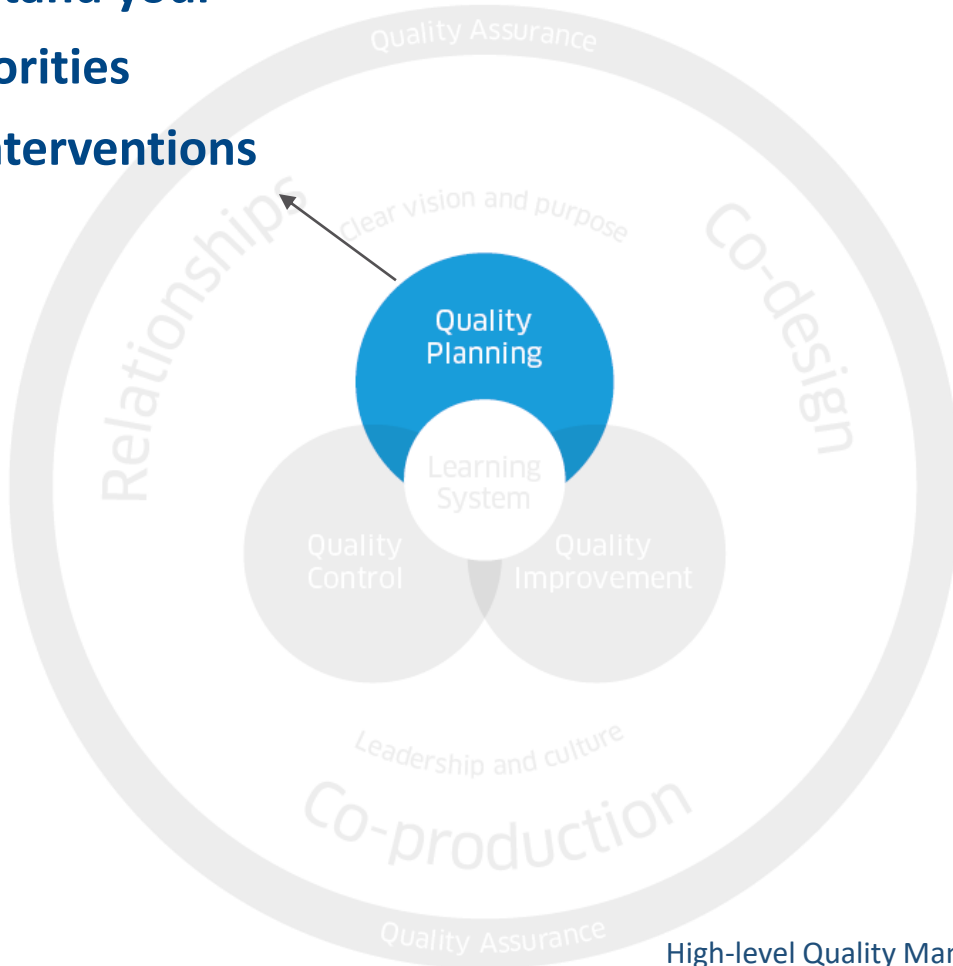 Quality Assurance
orities
nterventions
Clear vision and purpose
Relationships
Co-design
Quality
Planning
Learning
System
Quality
Control
Quality
Improvement
Leadership and culture
Co-production
Quality Assurance
High-level Quality Mar